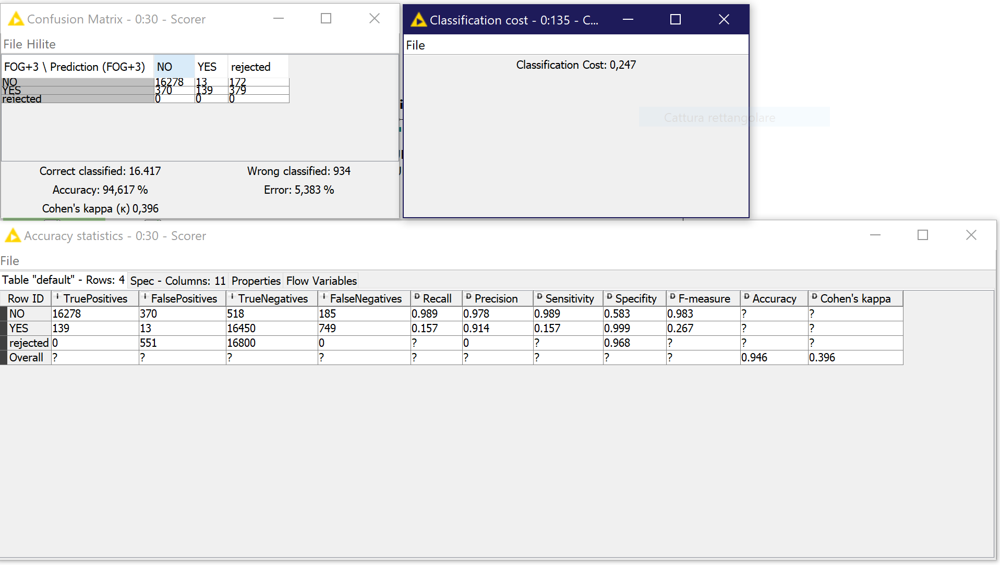 Confusion Matrix - 0:30 - Scorer
File Hilite
FOG+3 \ Prediction (FOG+3) NO YES rejected
NO 16278 13 172
YES 370 139 379
rejected 0 0 0
Correct classified: 16.417 Wrong classified: 934
Accuracy: 94,617 % Error: 5,383 %
Cohen's kappa (κ) 0,396
Classification cost - 0:135 - C...
File
Classification Cost: 0,247
Cattura rettangolare
Accuracy statistics - 0:30 - Scorer
File
Table "default" - Rows: 4 Spec - Columns: 11 Properties Flow Variables
Row ID I TruePositives I FalsePositives I TrueNegatives I FalseNegatives D Recall D Precision D Sensitivity D Specifity D F-measure D Accuracy D Cohen's kappa
NO 16278 370 518 185 0.989 0.978 0.989 0.583 0.983 ? ?
YES 139 13 16450 749 0.157 0.914 0.157 0.999 0.267 ? ?
rejected 0 551 16800 0 ? 0 ? 0.968 ? ? ?
Overall ? ? ? ? ? ? ? ? ? 0.946 0.396